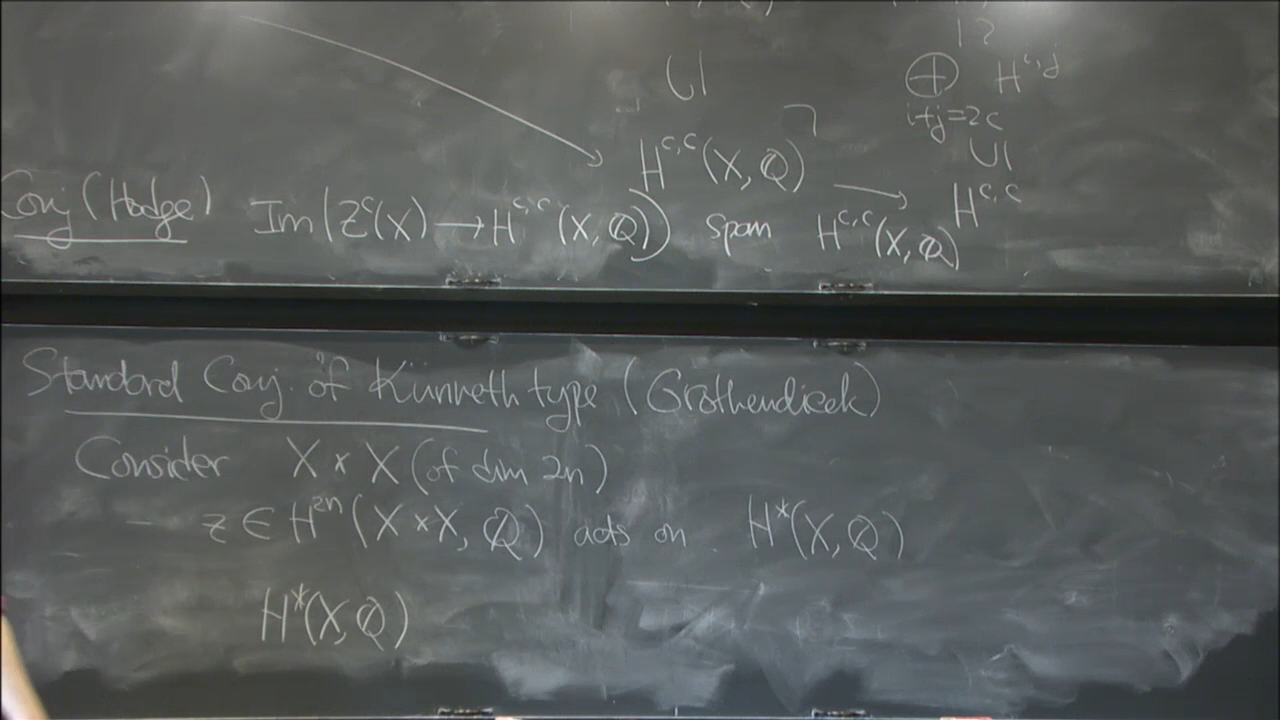 ∪|
⊕ H^{i,j}
i+j=2c
∪|
H^{c,c}(X, ℚ) → H^{c,c}
Conj (Hodge) Im(Z^c(X) → H^{c,c}(X, ℚ)) span H^{c,c}(X, ℚ)
Standard Conj. of Künneth type (Grothendieck)
Consider X × X (of dim 2n)
z ∈ H^{2n}(X × X, ℚ) acts on H*(X, ℚ)
H*(X, ℚ)